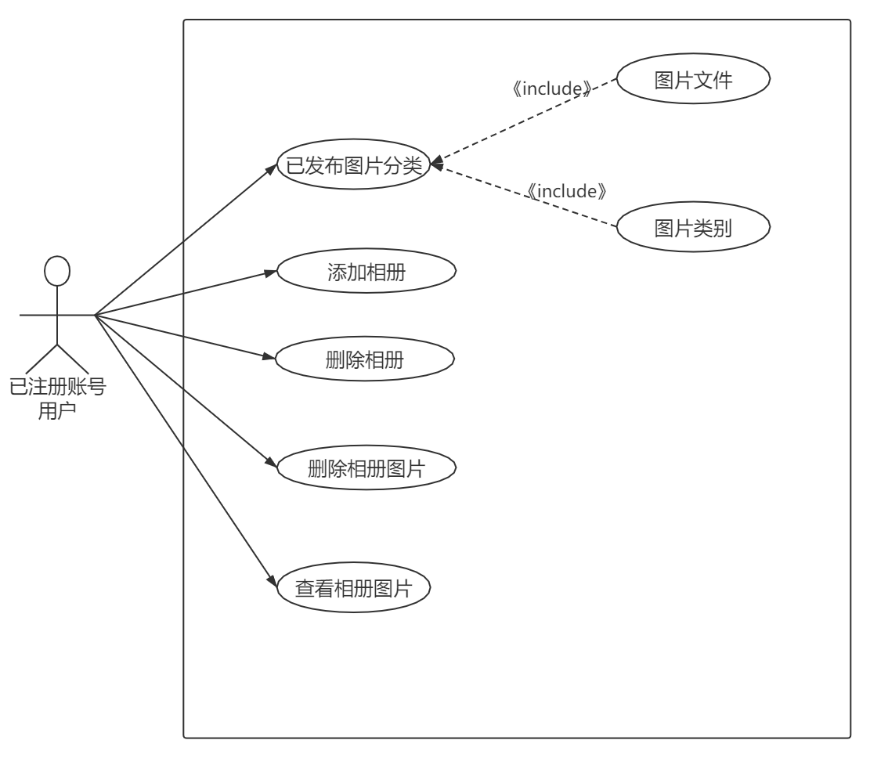 图片文件
《include》
已发布图片分类
《include》
图片类别
添加相册
删除相册
已注册账号
用户
删除相册图片
查看相册图片